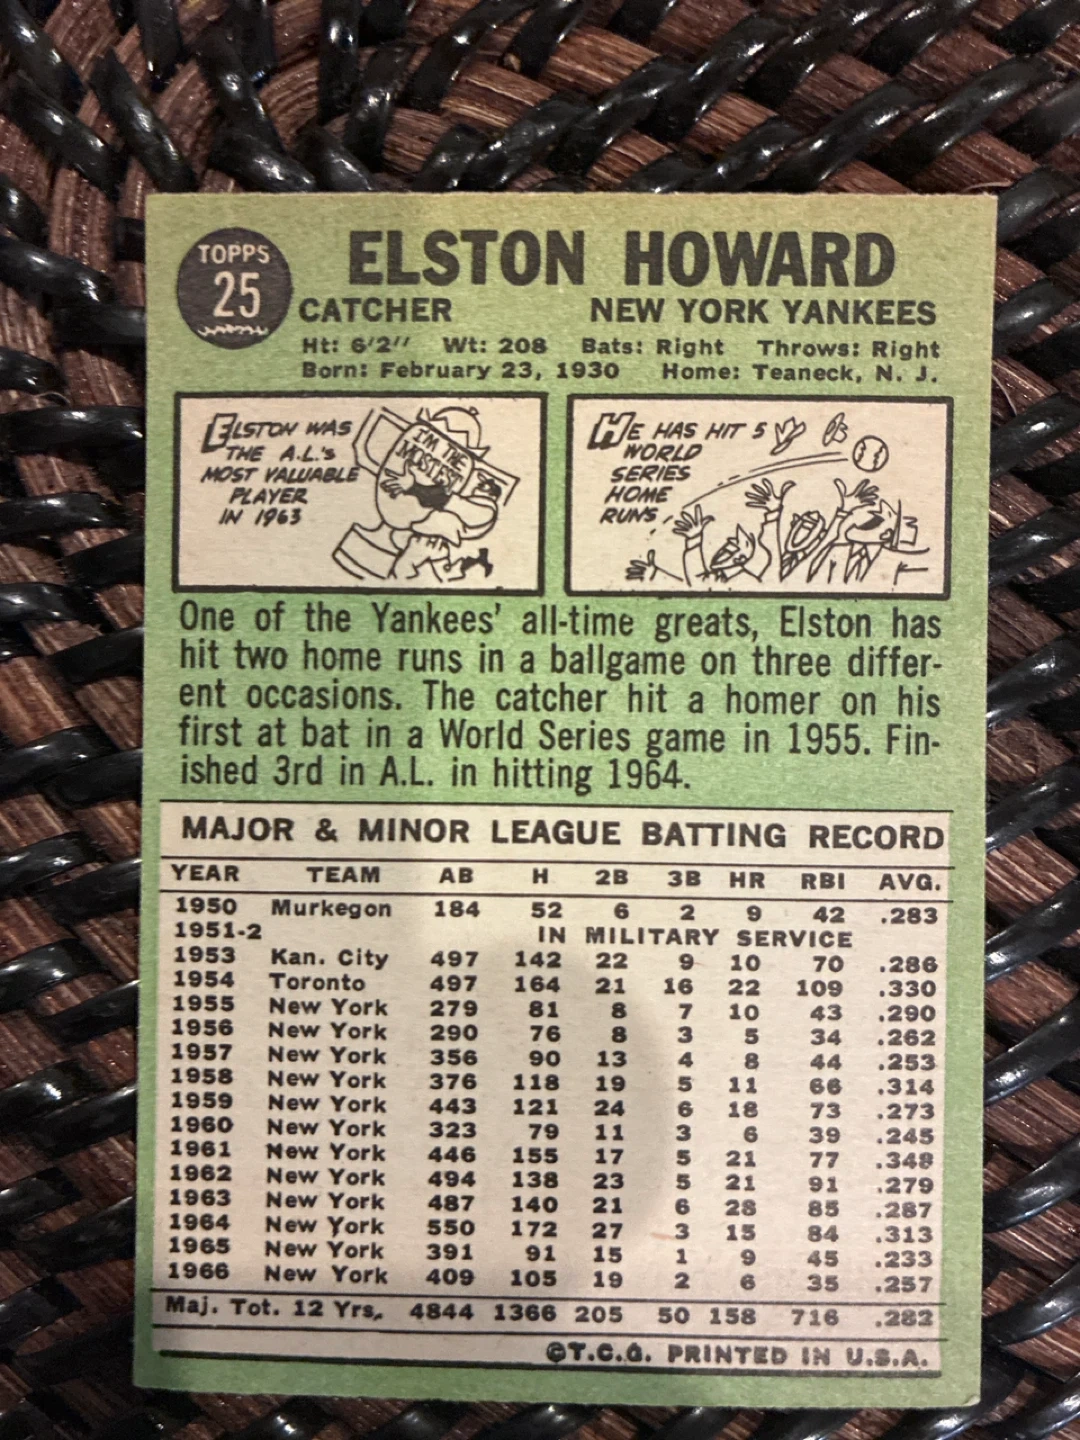 TOPPS
25
ELSTON HOWARD
CATCHER NEW YORK YANKEES
Ht: 6'2" Wt: 208 Bats: Right Throws: Right
Born: February 23, 1930 Home: Teaneck, N. J.
ELSTON WAS
THE A.L.'s
MOST VALUABLE
PLAYER
IN 1963
I'M THE
MOSTEST
H
HE HAS HIT 5
WORLD
SERIES
HOME
RUNS
One of the Yankees' all-time greats, Elston has
hit two home runs in a ballgame on three differ-
ent occasions. The catcher hit a homer on his
first at bat in a World Series game in 1955. Fin-
ished 3rd in A.L. in hitting 1964.
MAJOR & MINOR LEAGUE BATTING RECORD
YEAR TEAM AB H 2B 3B HR RBI AVG.
1950 Murkegon 184 52 6 2 9 42 .283
1951-2 IN MILITARY SERVICE
1953 Kan. City 497 142 22 9 10 70 .286
1954 Toronto 497 164 21 16 22 109 .330
1955 New York 279 81 8 7 10 43 .290
1956 New York 290 76 8 3 5 34 .262
1957 New York 356 90 13 4 8 44 .253
1958 New York 376 118 19 5 11 66 .314
1959 New York 443 121 24 6 18 73 .273
1960 New York 323 79 11 3 6 39 .245
1961 New York 446 155 17 5 21 77 .348
1962 New York 494 138 23 5 21 91 .279
1963 New York 487 140 21 6 28 85 .287
1964 New York 550 172 27 3 15 84 .313
1965 New York 391 91 15 1 9 45 .233
1966 New York 409 105 19 2 6 35 .257
Maj. Tot. 12 Yrs. 4844 1366 205 50 158 716 .282
©T.C.G. PRINTED IN U.S.A.